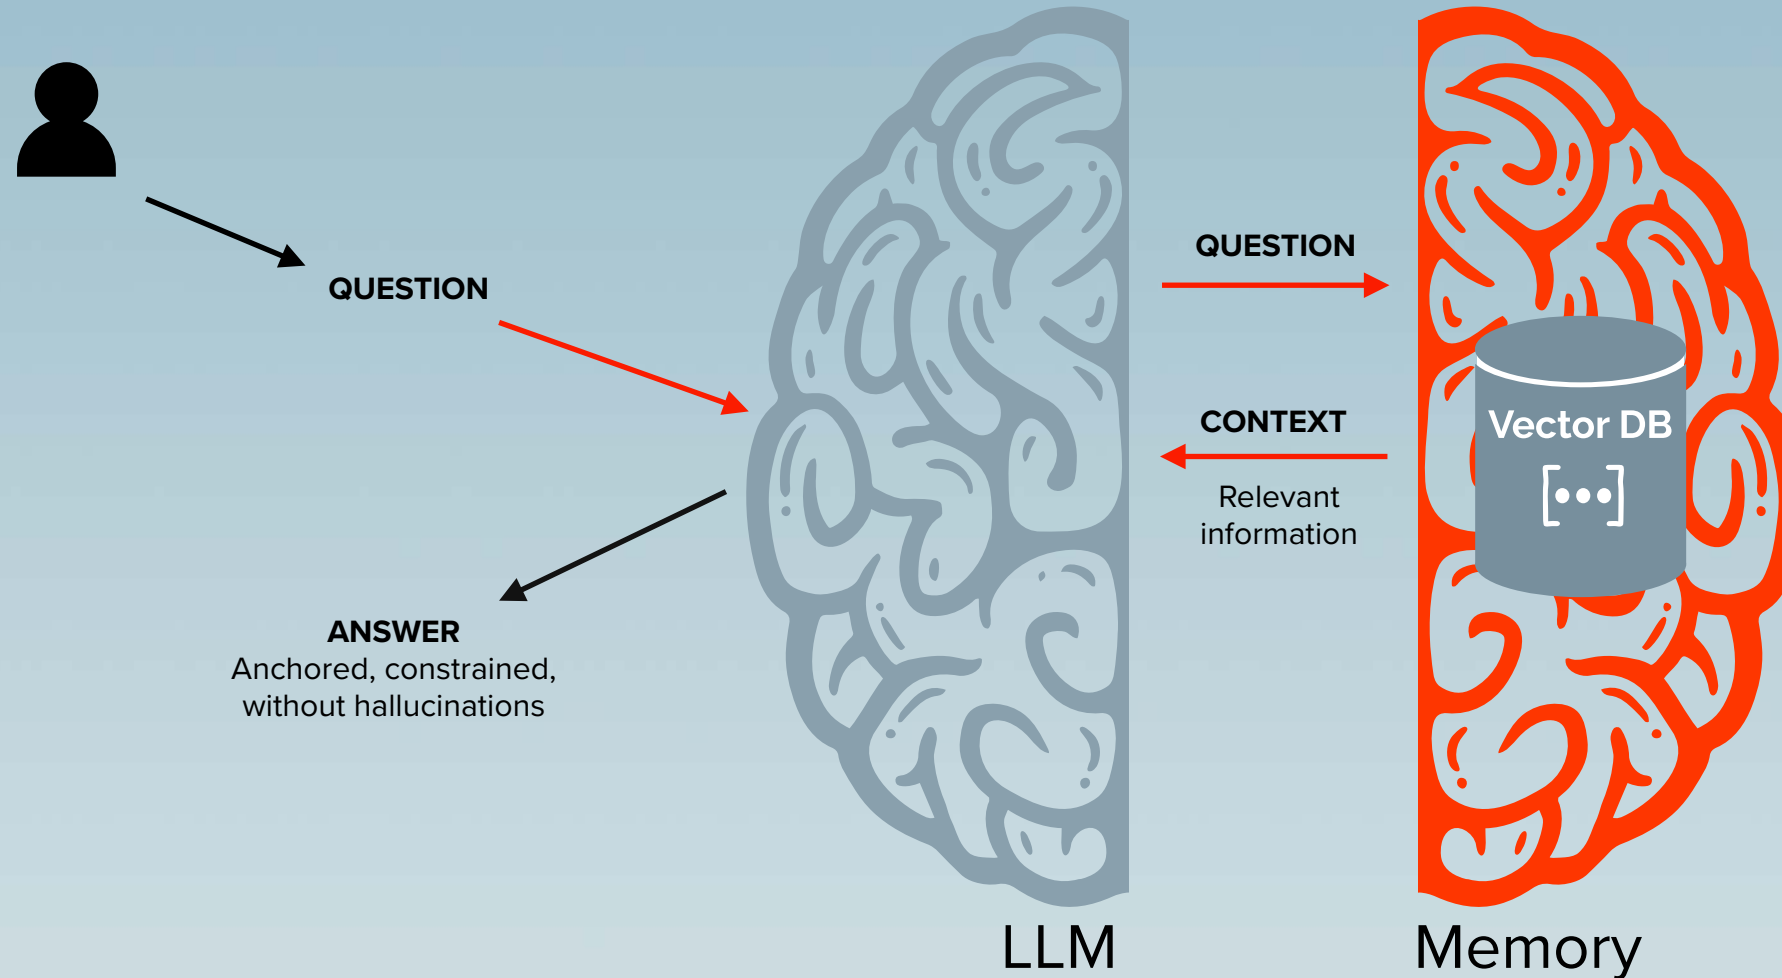 QUESTION
QUESTION
CONTEXT
Relevant
information
Vector DB
[•••]
ANSWER
Anchored, constrained,
without hallucinations
LLM
Memory